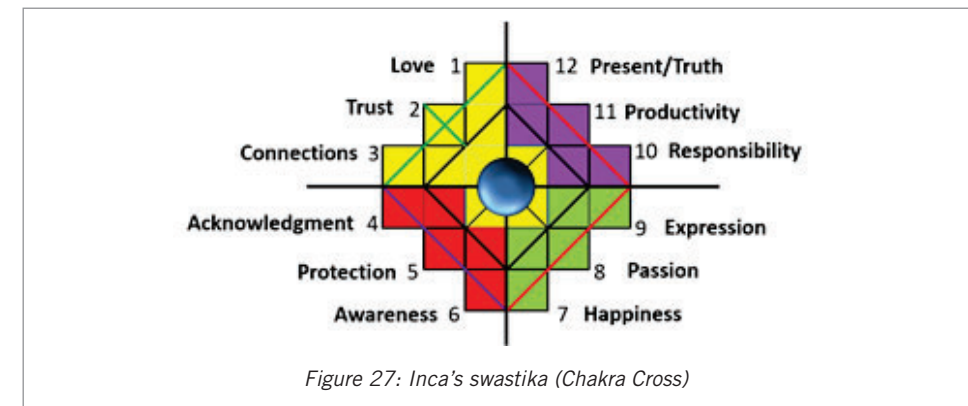 Love 1 12 Present/Truth
Trust 2 11 Productivity
Connections 3 10 Responsibility
Acknowledgment 4 9 Expression
Protection 5 8 Passion
Awareness 6 7 Happiness
Figure 27: Inca's swastika (Chakra Cross)